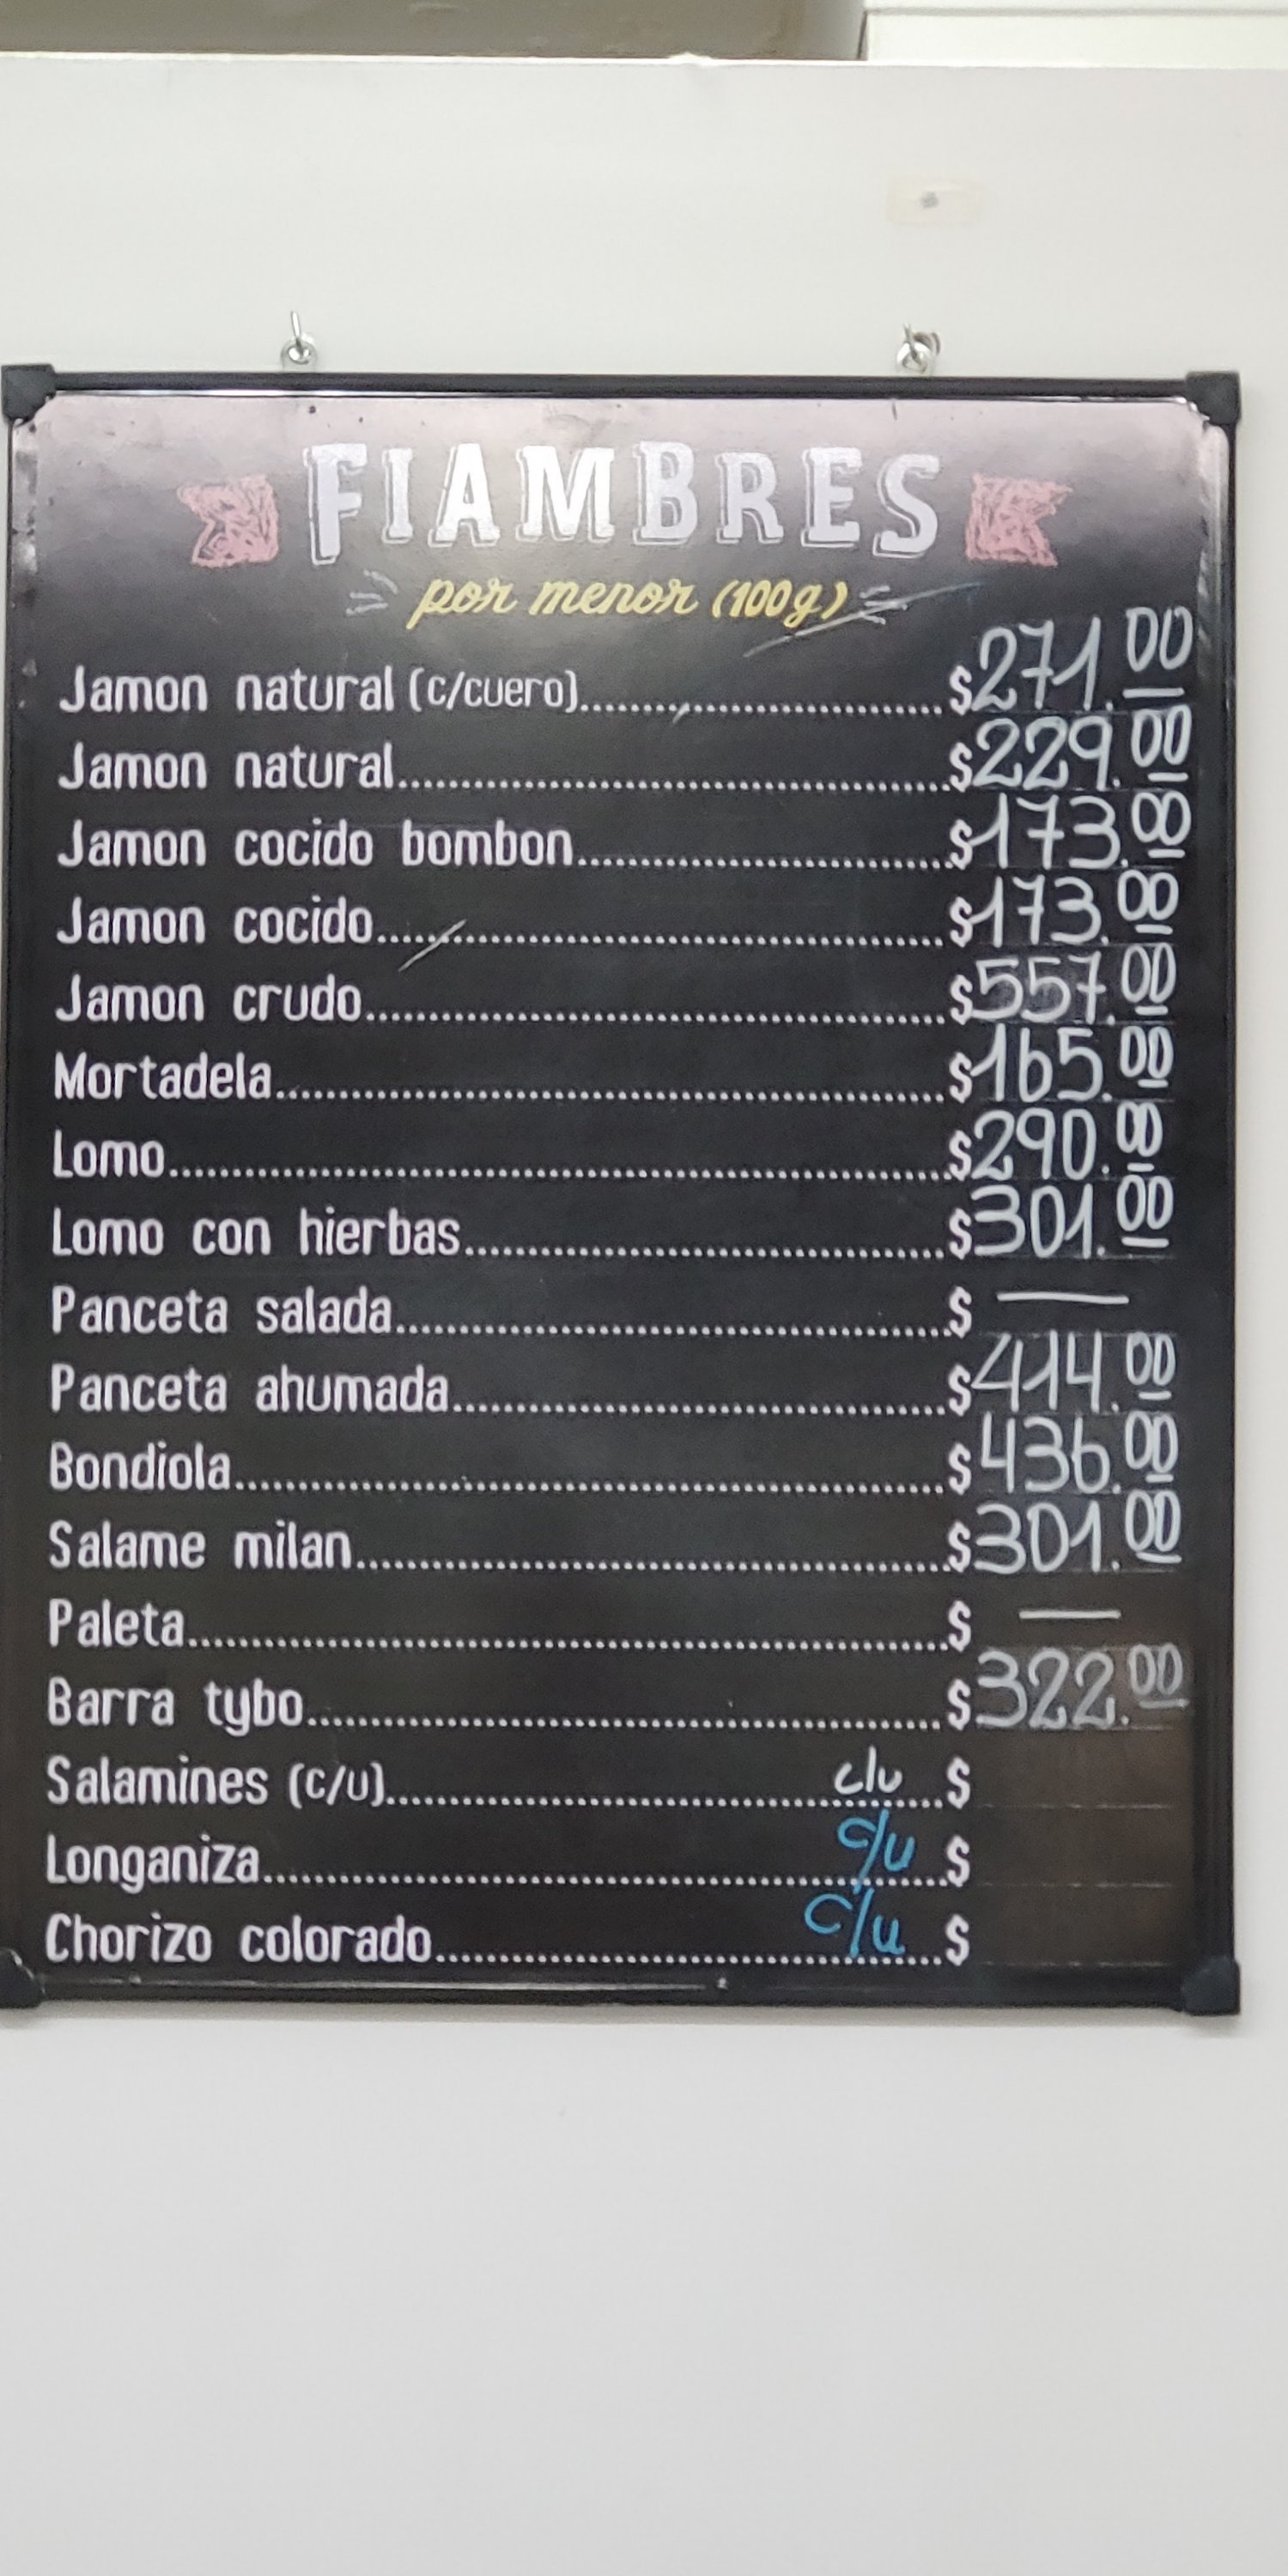 FIAMBRES
por menor (100g)
Jamon natural (c/cuero)..............................$271.00
Jamon natural..............................$229.00
Jamon cocido bombon..............................$173.00
Jamon cocido..............................$173.00
Jamon crudo..............................$557.00
Mortadela..............................$165.00
Lomo..............................$290.00
Lomo con hierbas..............................$301.00
Panceta salada..............................$ —
Panceta ahumada..............................$414.00
Bondiola..............................$436.00
Salame milan..............................$301.00
Paleta..............................$ —
Barra tybo..............................$322.00
Salamines (c/u)..............................c/u $
Longaniza..............................c/u $
Chorizo colorado..............................c/u $